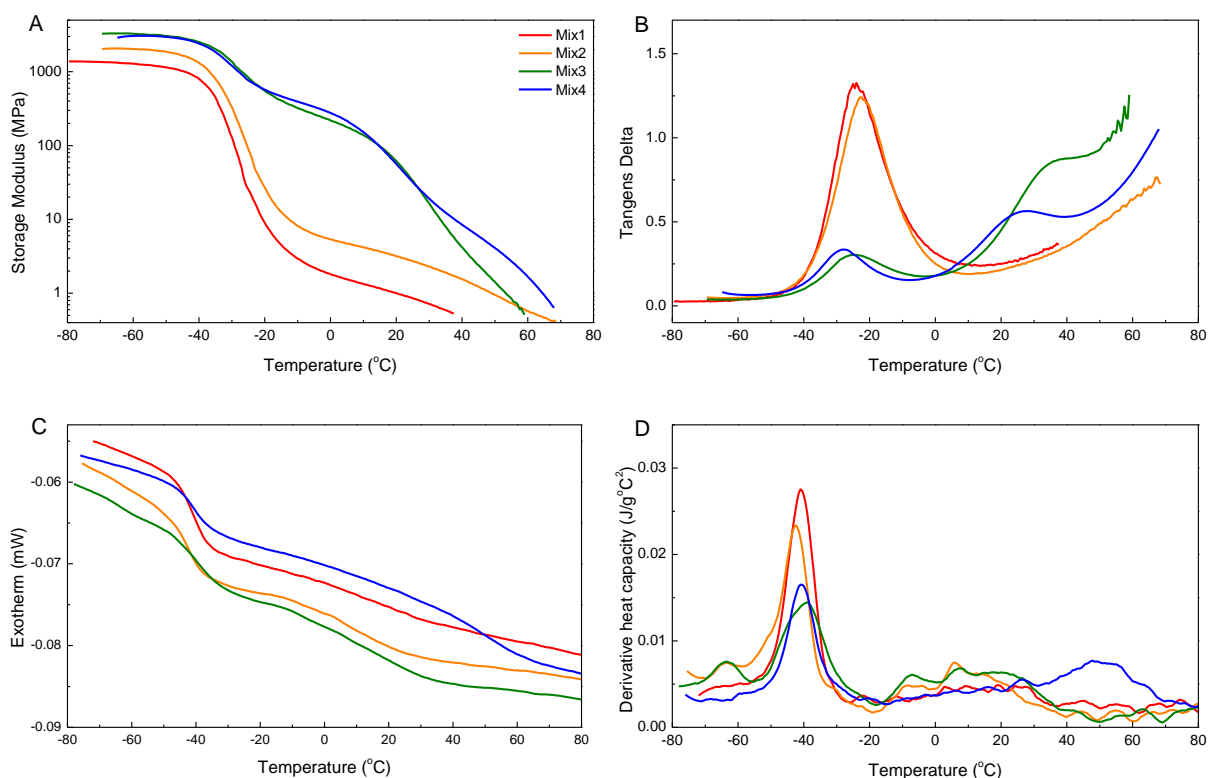 A
Mix1
Mix2
Mix3
Mix4
1000
100
10
1
Storage Modulus (MPa)
-80 -60 -40 -20 0 20 40 60 80
Temperature (°C)
B
1.5
1.0
0.5
0.0
Tangens Delta
-80 -60 -40 -20 0 20 40 60 80
Temperature (°C)
C
-0.06
-0.07
-0.08
-0.09
Exotherm (mW)
-80 -60 -40 -20 0 20 40 60 80
Temperature (°C)
D
0.03
0.02
0.01
0.00
Derivative heat capacity (J/g°C²)
-80 -60 -40 -20 0 20 40 60 80
Temperature (°C)